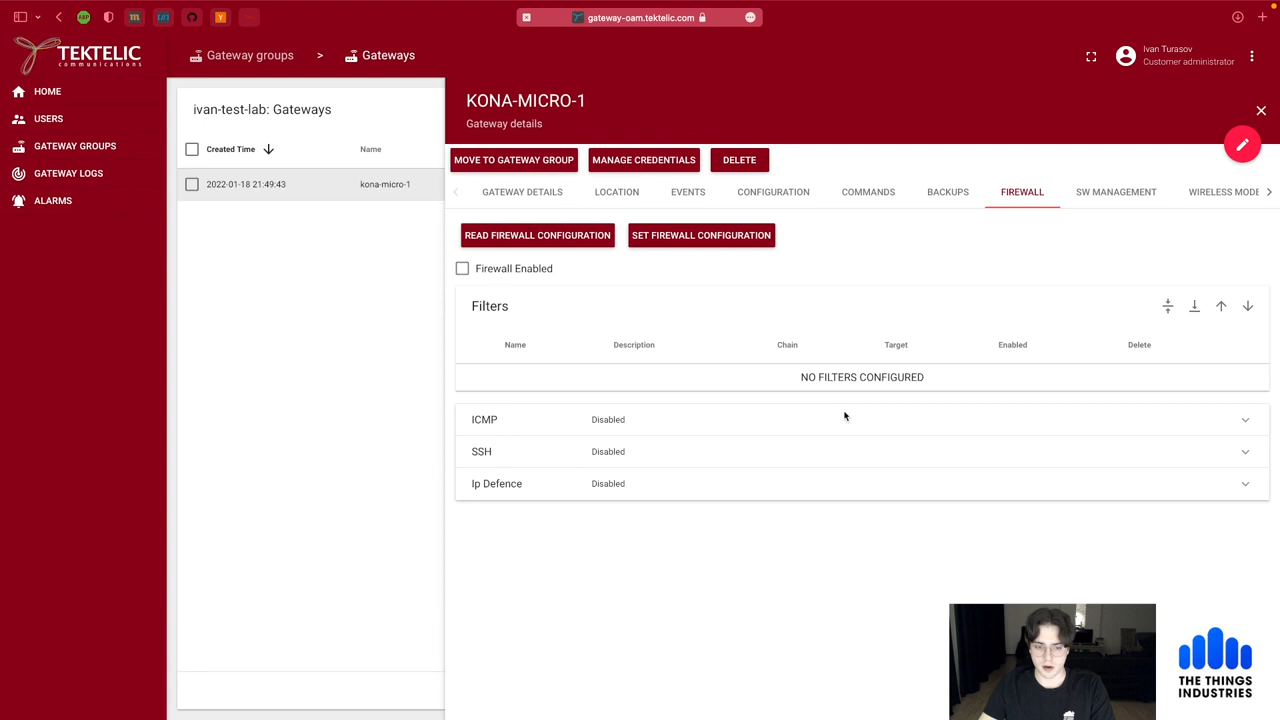 gateway-oam.tektelic.com
TEKTELIC
communications
Gateway groups > Gateways
Ivan Turasov
Customer administrator
HOME
USERS
GATEWAY GROUPS
GATEWAY LOGS
ALARMS
ivan-test-lab: Gateways
Created Time Name
2022-01-18 21:49:43 kona-micro-1
KONA-MICRO-1
Gateway details
MOVE TO GATEWAY GROUP MANAGE CREDENTIALS DELETE
GATEWAY DETAILS LOCATION EVENTS CONFIGURATION COMMANDS BACKUPS FIREWALL SW MANAGEMENT WIRELESS MODE
READ FIREWALL CONFIGURATION SET FIREWALL CONFIGURATION
Firewall Enabled
Filters
Name Description Chain Target Enabled Delete
NO FILTERS CONFIGURED
ICMP Disabled
SSH Disabled
Ip Defence Disabled
THE THINGS
INDUSTRIES